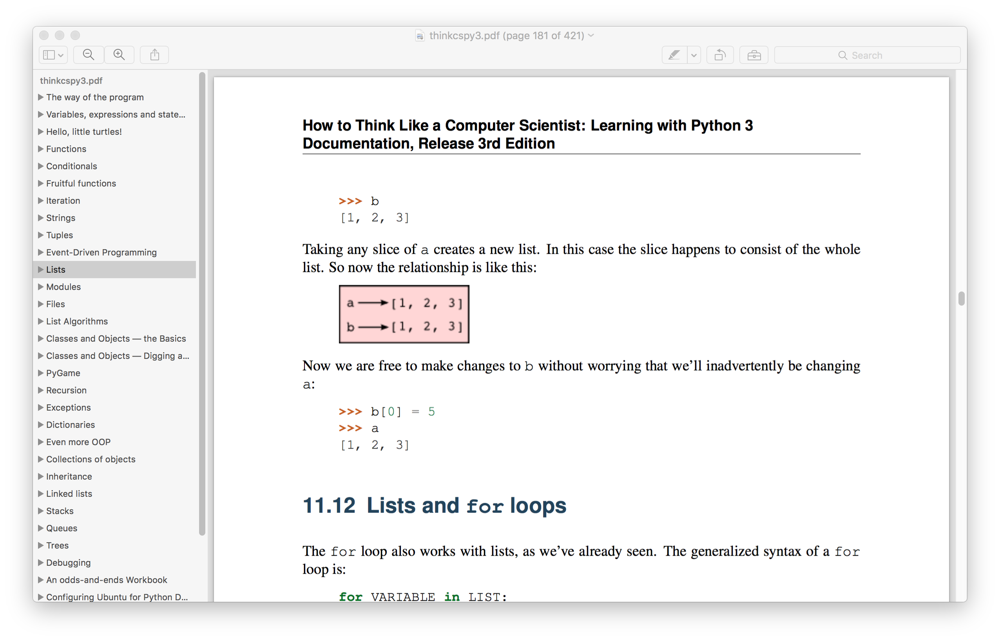 thinkcspy3.pdf (page 181 of 421)
Search
thinkcspy3.pdf
The way of the program
Variables, expressions and state...
Hello, little turtles!
Functions
Conditionals
Fruitful functions
Iteration
Strings
Tuples
Event-Driven Programming
Lists
Modules
Files
List Algorithms
Classes and Objects — the Basics
Classes and Objects — Digging a...
PyGame
Recursion
Exceptions
Dictionaries
Even more OOP
Collections of objects
Inheritance
Linked lists
Stacks
Queues
Trees
Debugging
An odds-and-ends Workbook
Configuring Ubuntu for Python D...
How to Think Like a Computer Scientist: Learning with Python 3
Documentation, Release 3rd Edition
>>> b
[1, 2, 3]
Taking any slice of a creates a new list. In this case the slice happens to consist of the whole
list. So now the relationship is like this:
a [1, 2, 3]
b [1, 2, 3]
Now we are free to make changes to b without worrying that we’ll inadvertently be changing
a:
>>> b[0] = 5
>>> a
[1, 2, 3]
11.12 Lists and for loops
The for loop also works with lists, as we’ve already seen. The generalized syntax of a for
loop is:
for VARIABLE in LIST: